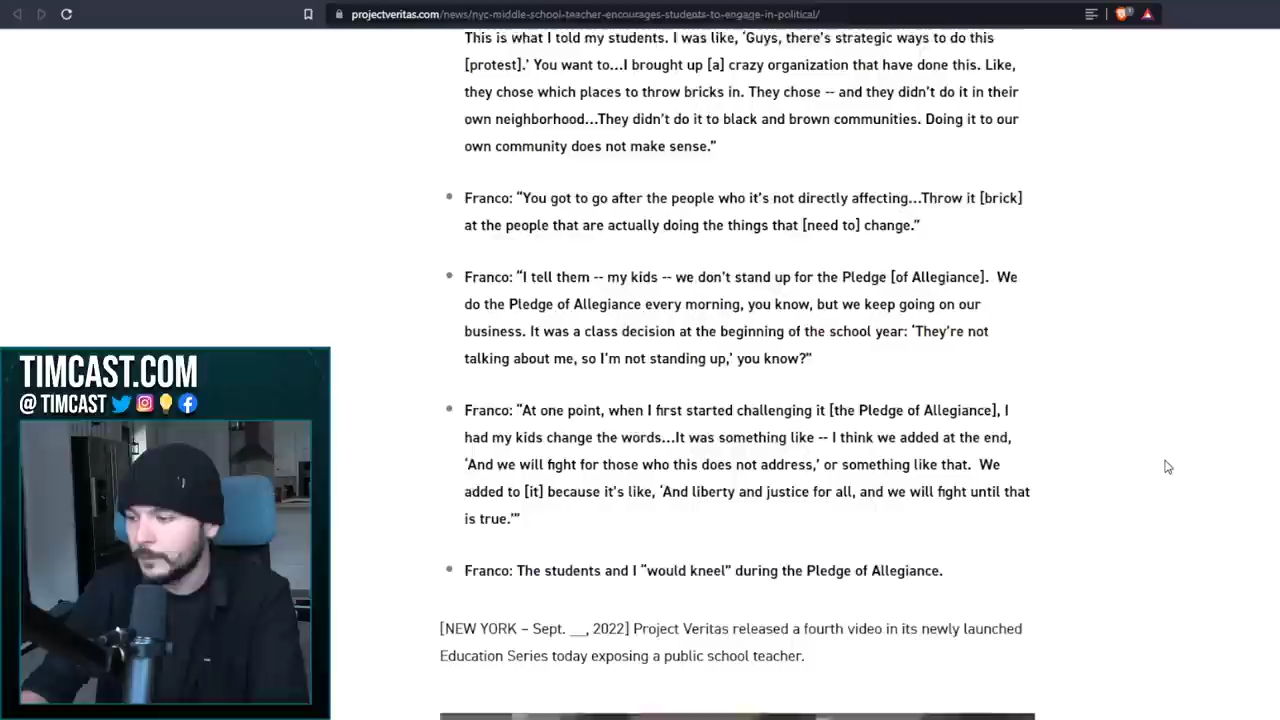 projectveritas.com/news/nyc-middle-school-teacher-encourages-students-to-engage-in-political/
This is what I told my students. I was like, ‘Guys, there’s strategic ways to do this
[protest].’ You want to…I brought up [a] crazy organization that have done this. Like,
they chose which places to throw bricks in. They chose -- and they didn’t do it in their
own neighborhood…They didn’t do it to black and brown communities. Doing it to our
own community does not make sense.”
Franco: “You got to go after the people who it’s not directly affecting…Throw it [brick]
at the people that are actually doing the things that [need to] change.”
Franco: “I tell them -- my kids -- we don’t stand up for the Pledge [of Allegiance]. We
do the Pledge of Allegiance every morning, you know, but we keep going on our
business. It was a class decision at the beginning of the school year: ‘They’re not
talking about me, so I’m not standing up,’ you know?”
Franco: “At one point, when I first started challenging it [the Pledge of Allegiance], I
had my kids change the words…It was something like -- I think we added at the end,
‘And we will fight for those who this does not address,’ or something like that. We
added to [it] because it’s like, ‘And liberty and justice for all, and we will fight until that
is true.’”
Franco: The students and I “would kneel” during the Pledge of Allegiance.
[NEW YORK – Sept. __, 2022] Project Veritas released a fourth video in its newly launched
Education Series today exposing a public school teacher.
TIMCAST.COM
@ TIMCAST